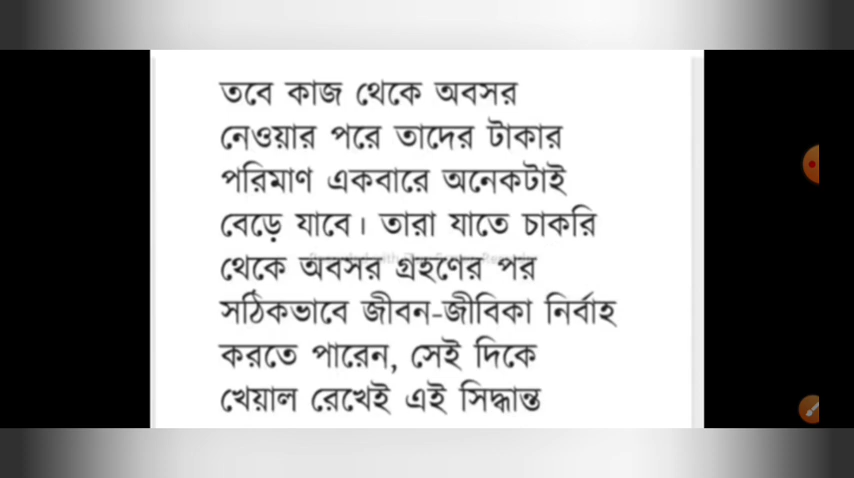 তবে কাজ থেকে অবসর
নেওয়ার পরে তাদের টাকার
পরিমাণ একবারে অনেকটাই
বেড়ে যাবে। তারা যাতে চাকরি
থেকে অবসর গ্রহণের পর
সঠিকভাবে জীবন-জীবিকা নির্বাহ
করতে পারেন, সেই দিকে
খেয়াল রেখেই এই সিদ্ধান্ত